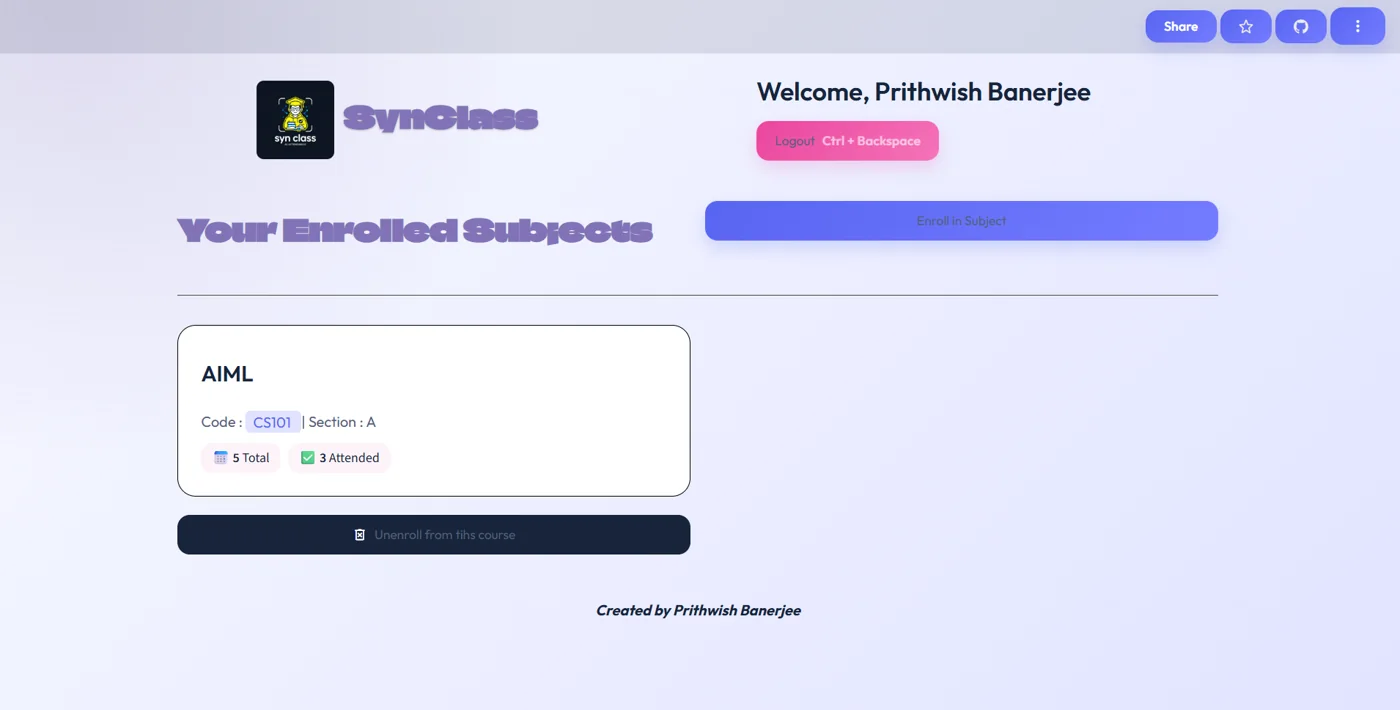 Share
syn class
SynClass
Welcome, Prithwish Banerjee
Logout Ctrl + Backspace
Your Enrolled Subjects
Enroll in Subject
AIML
Code : CS101 | Section : A
5 Total 3 Attended
Unenroll from tihs course
Created by Prithwish Banerjee